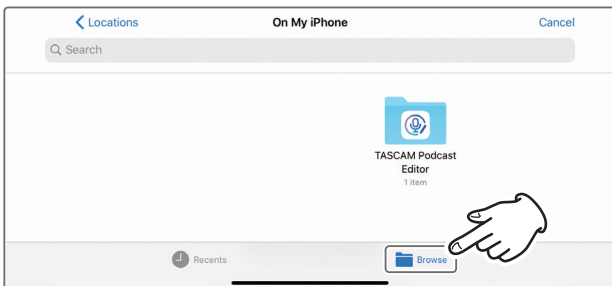 Locations On My iPhone Cancel
Search
TASCAM Podcast
Editor
1 item
Recents Browse